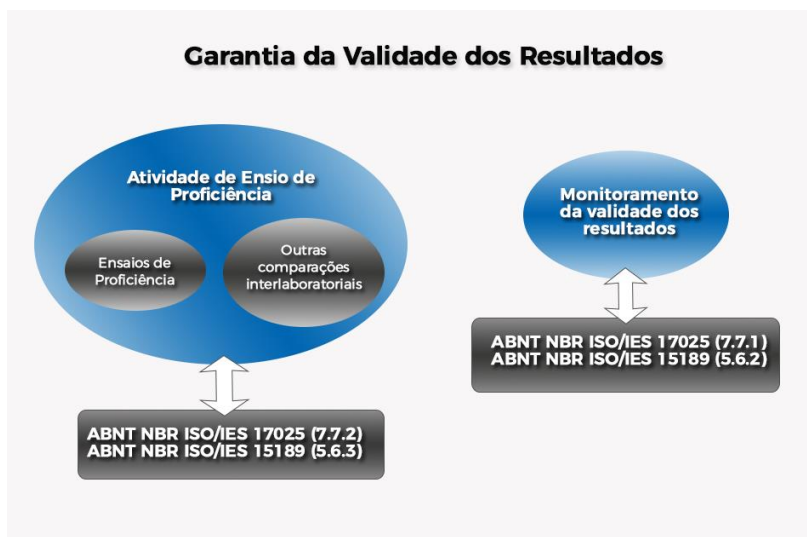 Garantia da Validade dos Resultados
Atividade de Ensio de
Proficiência
Ensaios de
Proficiência
Outras
comparações
interlaboratoriais
ABNT NBR ISO/IES 17025 (7.7.2)
ABNT NBR ISO/IES 15189 (5.6.3)
Monitoramento
da validade dos
resultados
ABNT NBR ISO/IES 17025 (7.7.1)
ABNT NBR ISO/IES 15189 (5.6.2)